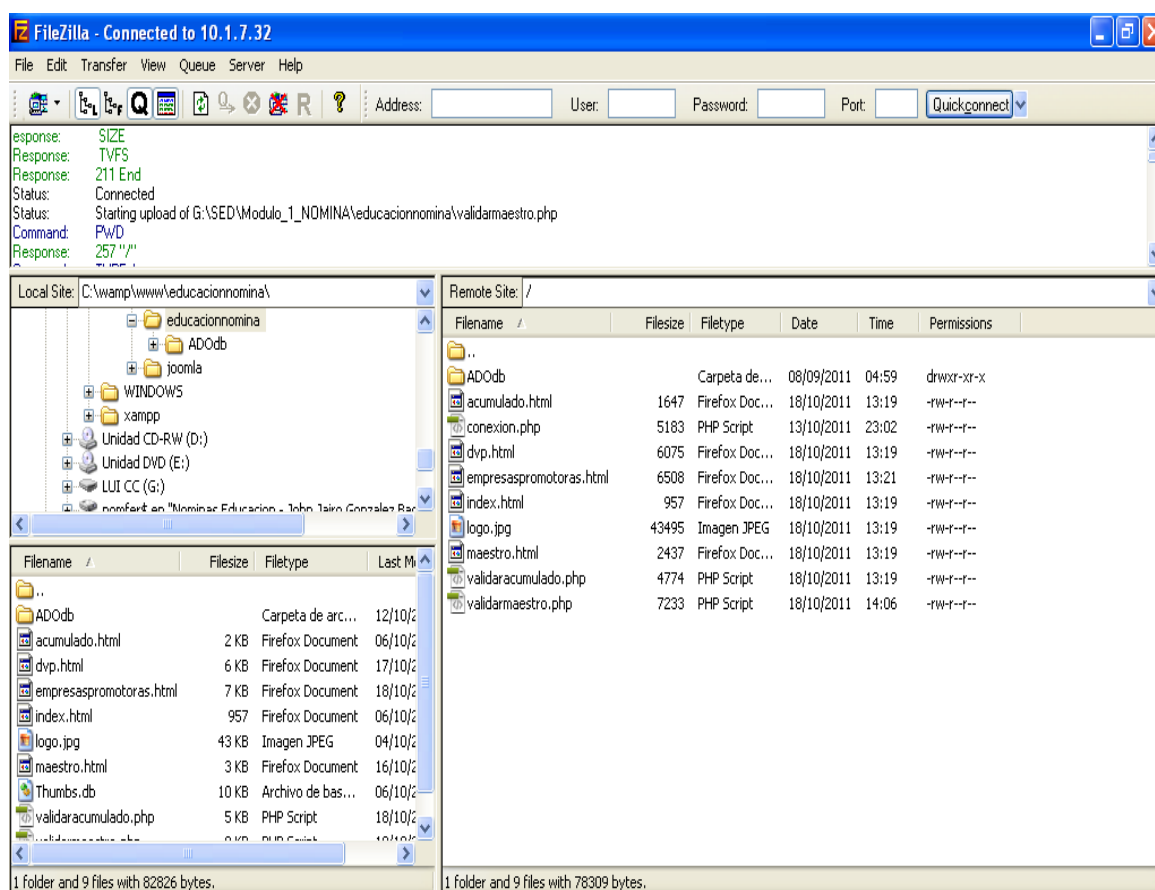 FileZilla - Connected to 10.1.7.32
File Edit Transfer View Queue Server Help
Address: User: Password: Port: Quickconnect
esponse: SIZE
Response: TVFS
Response: 211 End
Status: Connected
Status: Starting upload of G:\SED\Modulo_1_NOMINA\educacionnomina\validarmaestro.php
Command: PWD
Response: 257 "/"
Local Site: C:\wamp\www\educacionnomina\
educacionnomina
ADOdb
joomla
WINDOWS
xampp
Unidad CD-RW (D:)
Unidad DVD (E:)
LUI CC (G:)
nomfer$ en "Nominas Educacion - John Jairo Gonzalez
Filename Filesize Filetype Last M
..
ADOdb Carpeta de arc... 12/10/2
acumulado.html 2 KB Firefox Document 06/10/2
dvp.html 6 KB Firefox Document 17/10/2
empresaspromotoras.html 7 KB Firefox Document 18/10/2
index.html 957 Firefox Document 06/10/2
logo.jpg 43 KB Imagen JPEG 04/10/2
maestro.html 3 KB Firefox Document 16/10/2
Thumbs.db 10 KB Archivo de bas... 06/10/2
validaracumulado.php 5 KB PHP Script 18/10/2
1 folder and 9 files with 82826 bytes.
Remote Site: /
Filename Filesize Filetype Date Time Permissions
..
ADOdb Carpeta de... 08/09/2011 04:59 drwxr-xr-x
acumulado.html 1647 Firefox Doc... 18/10/2011 13:19 -rw-r--r--
conexion.php 5183 PHP Script 13/10/2011 23:02 -rw-r--r--
dvp.html 6075 Firefox Doc... 18/10/2011 13:19 -rw-r--r--
empresaspromotoras.html 6508 Firefox Doc... 18/10/2011 13:21 -rw-r--r--
index.html 957 Firefox Doc... 18/10/2011 13:19 -rw-r--r--
logo.jpg 43495 Imagen JPEG 18/10/2011 13:19 -rw-r--r--
maestro.html 2437 Firefox Doc... 18/10/2011 13:19 -rw-r--r--
validaracumulado.php 4774 PHP Script 18/10/2011 13:19 -rw-r--r--
validarmaestro.php 7233 PHP Script 18/10/2011 14:06 -rw-r--r--
1 folder and 9 files with 78309 bytes.